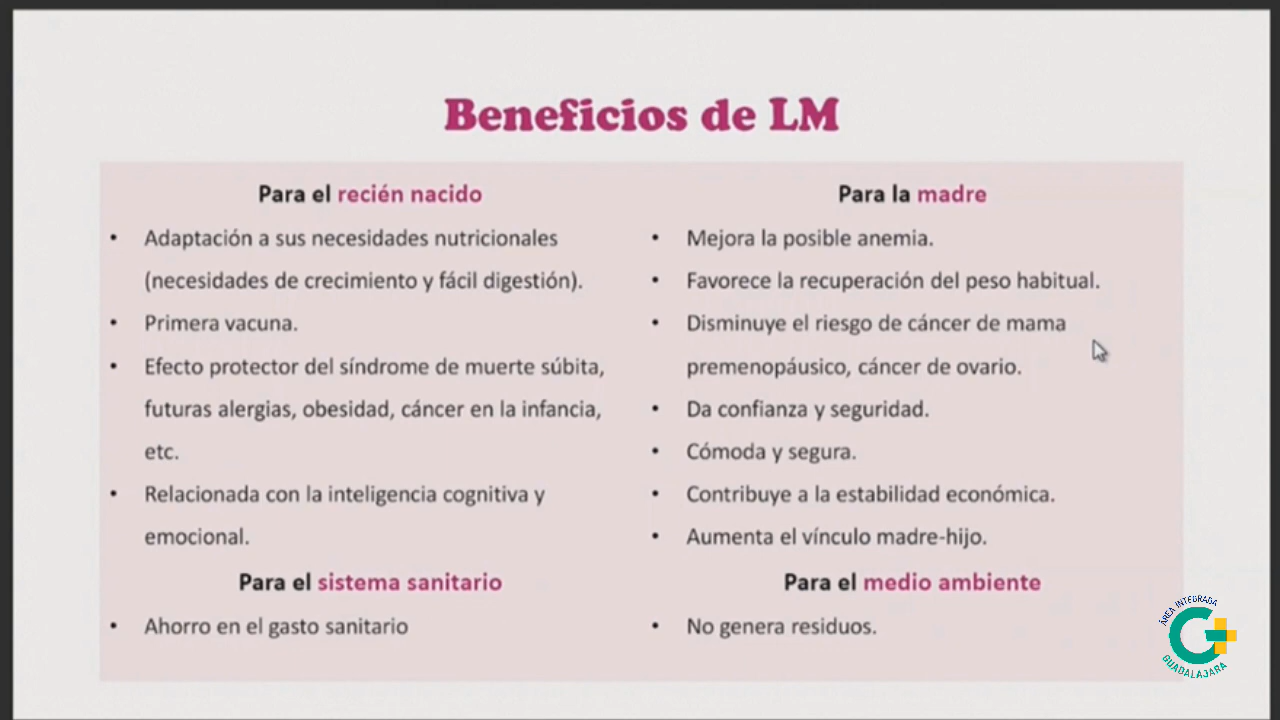 Beneficios de LM
Para el recién nacido
• Adaptación a sus necesidades nutricionales
(necesidades de crecimiento y fácil digestión).
• Primera vacuna.
• Efecto protector del síndrome de muerte súbita,
futuras alergias, obesidad, cáncer en la infancia,
etc.
• Relacionada con la inteligencia cognitiva y
emocional.
Para la madre
• Mejora la posible anemia.
• Favorece la recuperación del peso habitual.
• Disminuye el riesgo de cáncer de mama
premenopáusico, cáncer de ovario.
• Da confianza y seguridad.
• Cómoda y segura.
• Contribuye a la estabilidad económica.
• Aumenta el vínculo madre-hijo.
Para el sistema sanitario
• Ahorro en el gasto sanitario
Para el medio ambiente
• No genera residuos.
ÁREA INTEGRADA
GUADALAJARA